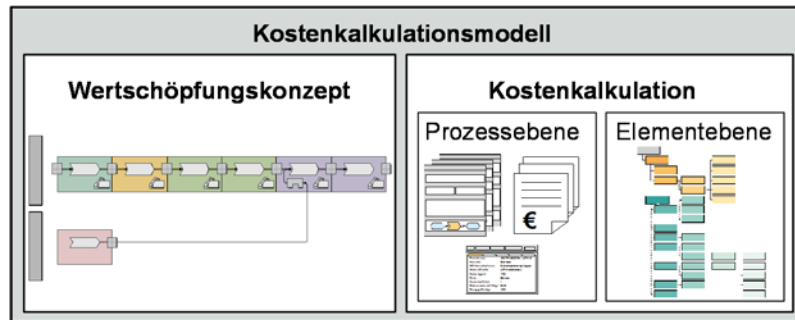 Kostenkalkulationsmodell
Wertschöpfungskonzept
Kostenkalkulation
Prozessebene
Elementebene
€